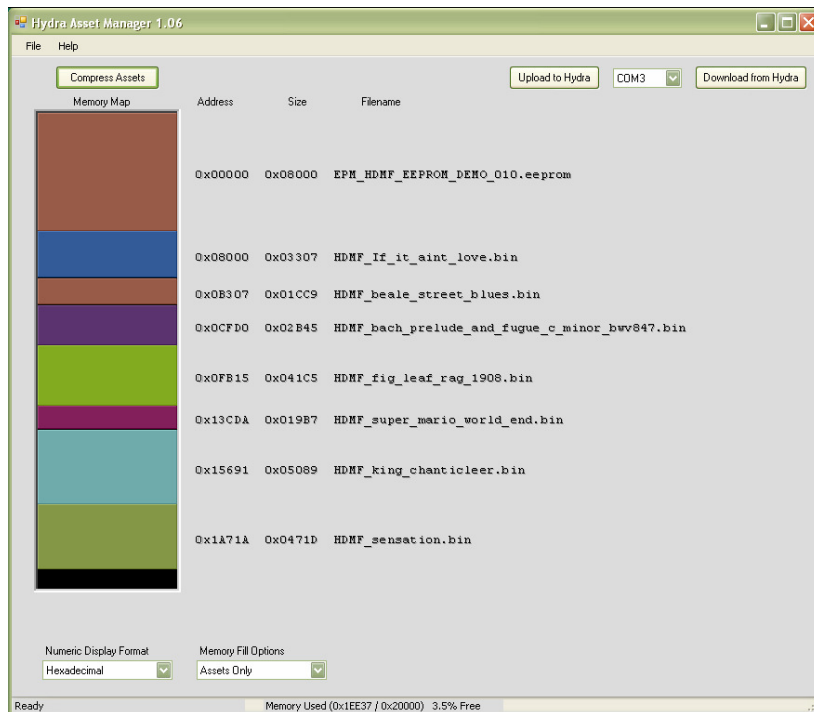 Hydra Asset Manager 1.06
File Help
Compress Assets Upload to Hydra COM3 Download from Hydra
Memory Map Address Size Filename
0x00000 0x08000 EPM_HDMF_EEPROM_DEMO_010.eeprom
0x08000 0x03307 HDMF_If_it_aint_love.bin
0x0B307 0x01CC9 HDMF_beale_street_blues.bin
0x0CFD0 0x02B45 HDMF_bach_prelude_and_fugue_c_minor_bwv847.bin
0x0FB15 0x041C5 HDMF_fig_leaf_rag_1908.bin
0x13CDA 0x019B7 HDMF_super_mario_world_end.bin
0x15691 0x05089 HDMF_king_chanticleer.bin
0x1A71A 0x0471D HDMF_sensation.bin
Numeric Display Format Memory Fill Options
Hexadecimal Assets Only
Ready Memory Used (0x1EE37 / 0x20000) 3.5% Free